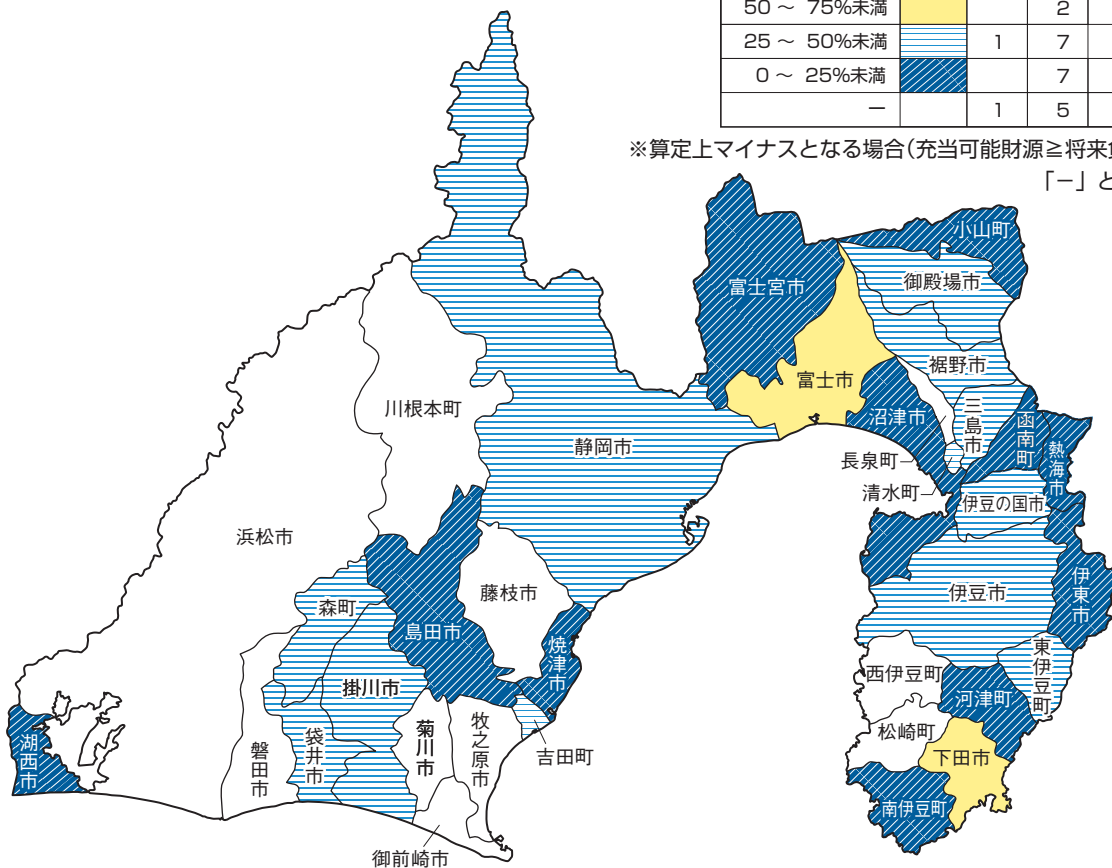 50 ～ 75%未満 2
25 ～ 50%未満 1 7
0 ～ 25%未満 7
－ 1 5
※算定上マイナスとなる場合(充当可能財源≧将来負
「－」と
小山町
御殿場市
富士宮市
裾野市
富士市
三島市
沼津市
函南町
熱海市
川根本町
静岡市
長泉町
清水町
伊豆の国市
浜松市
藤枝市
伊豆市
伊東市
森町
島田市
焼津市
東伊豆町
西伊豆町
掛川市
河津町
松崎町
菊川市
牧之原市
袋井市
磐田市
湖西市
吉田町
下田市
南伊豆町
御前崎市